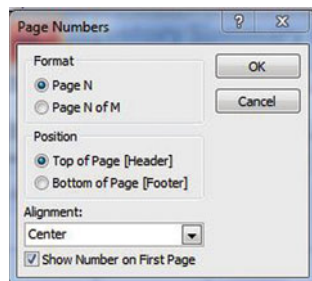 Page Numbers
Format
OK
Page N
Page N of M
Cancel
Position
Top of Page [Header]
Bottom of Page [Footer]
Alignment:
Center
Show Number on First Page